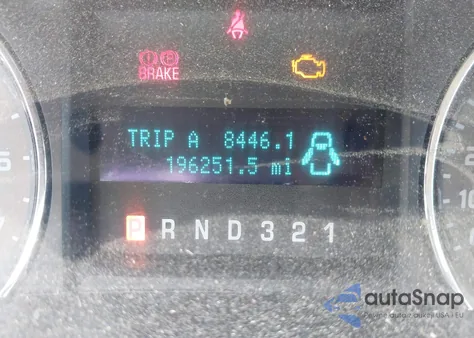 BRAKE
TRIP A 8446.1
196251.5 mi
P R N D 3 2 1
autoSnap